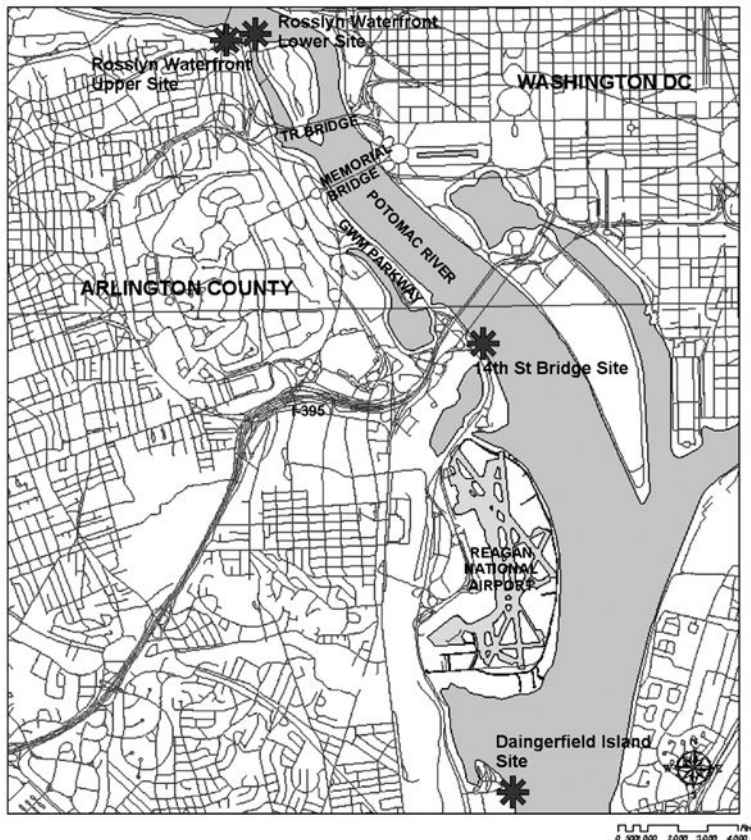 Rosslyn Waterfront
Lower Site
Rosslyn Waterfront
Upper Site
WASHINGTON DC
TR BRIDGE
MEMORIAL
BRIDGE
POTOMAC RIVER
GWM PARKWAY
ARLINGTON COUNTY
14th St Bridge Site
I-395
REAGAN
NATIONAL
AIRPORT
Daingerfield Island
Site